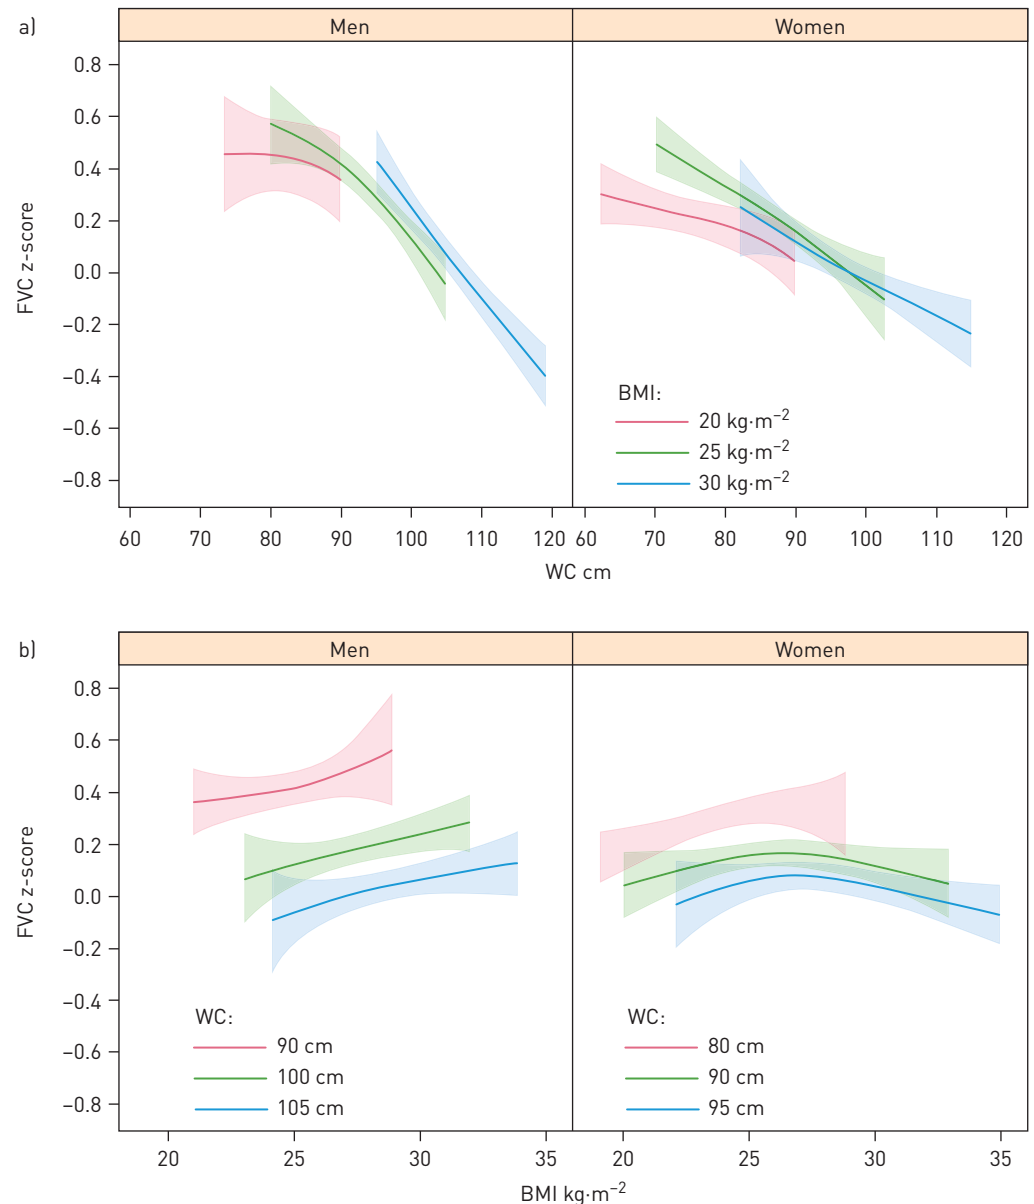 a)
Men
Women
0.8
0.6
0.4
0.2
0.0
–0.2
–0.4
–0.6
–0.8
FVC z-score
BMI:
20 kg·m⁻²
25 kg·m⁻²
30 kg·m⁻²
60 70 80 90 100 110 120 60 70 80 90 100 110 120
WC cm
b)
Men
Women
0.8
0.6
0.4
0.2
0.0
–0.2
–0.4
–0.6
–0.8
FVC z-score
WC:
90 cm
100 cm
105 cm
WC:
80 cm
90 cm
95 cm
20 25 30 35 20 25 30 35
BMI kg·m⁻²